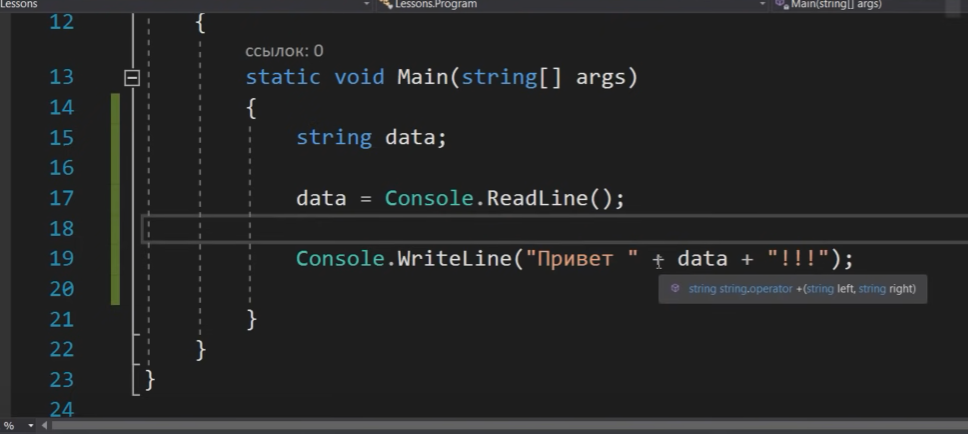 Lessons Lessons.Program Main(string[] args)
12 {
ссылок: 0
13 static void Main(string[] args)
14 {
15 string data;
16
17 data = Console.ReadLine();
18
19 Console.WriteLine("Привет " + data + "!!!");
string string.operator +(string left, string right)
20
21 }
22 }
23 }
24
%